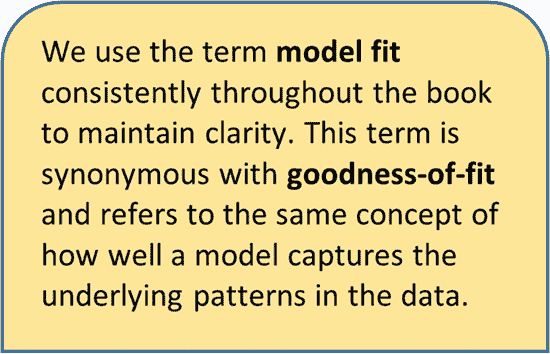 We use the term model fit
consistently throughout the book
to maintain clarity. This term is
synonymous with goodness-of-fit
and refers to the same concept of
how well a model captures the
underlying patterns in the data.